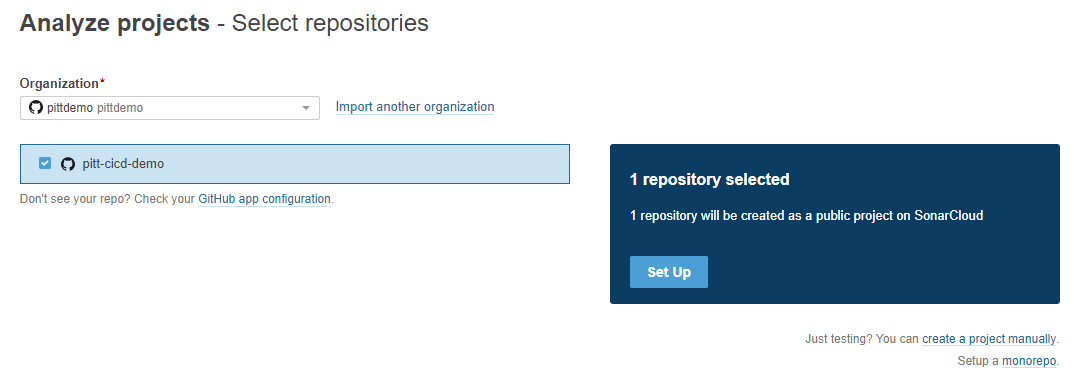 Analyze projects - Select repositories
Organization*
pittdemo pittdemo
Import another organization
pitt-cicd-demo
Don't see your repo? Check your GitHub app configuration.
1 repository selected
1 repository will be created as a public project on SonarCloud
Set Up
Just testing? You can create a project manually.
Setup a monorepo.